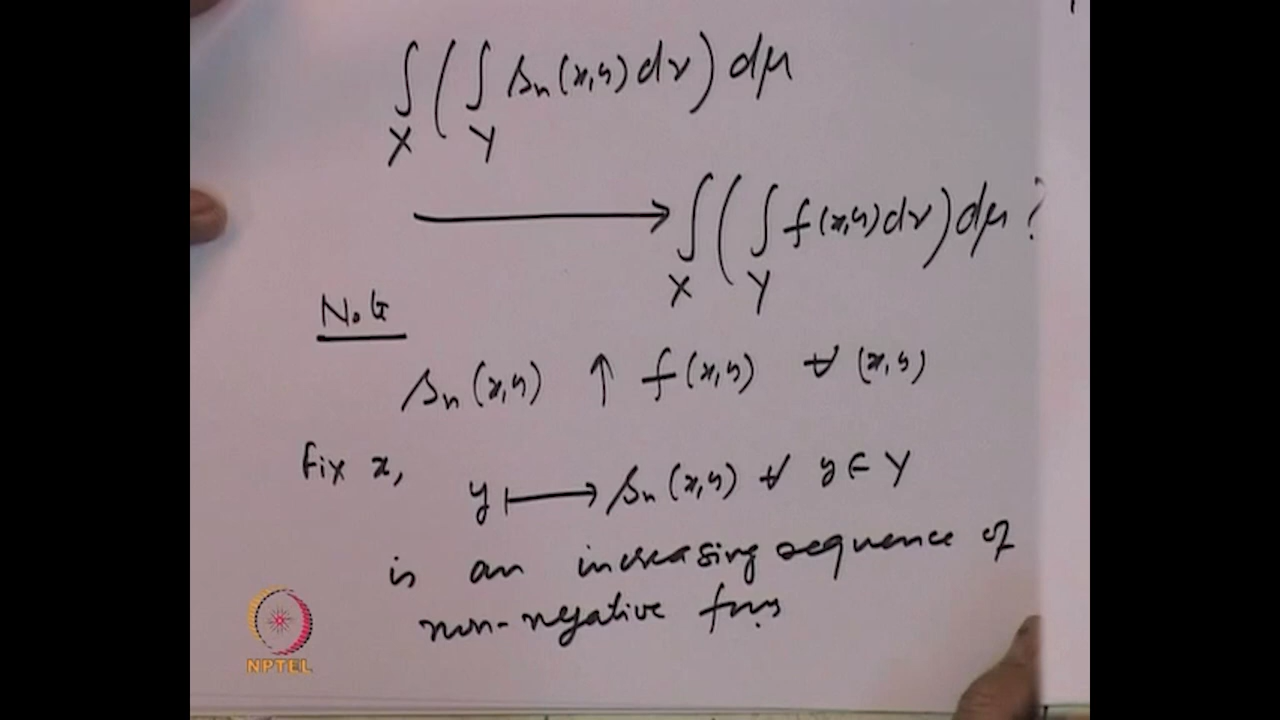 ∫_X ( ∫_Y s_n(x,y) dν ) dμ
⟶ ∫_X ( ∫_Y f(x,y) dν ) dμ ?
Note
s_n(x,y) ↑ f(x,y) ∀ (x,y)
Fix x,
y ⟼ s_n(x,y) ∀ y ∈ Y
is an increasing sequence of
non-negative fns
NPTEL